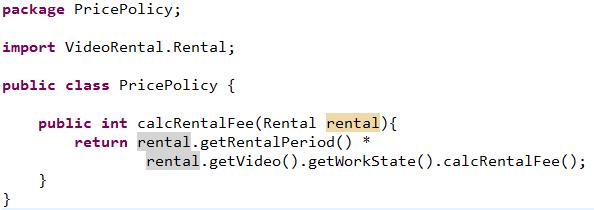 package PricePolicy;
import VideoRental.Rental;
public class PricePolicy {
public int calcRentalFee(Rental rental){
return rental.getRentalPeriod() *
rental.getVideo().getWorkState().calcRentalFee();
}
}